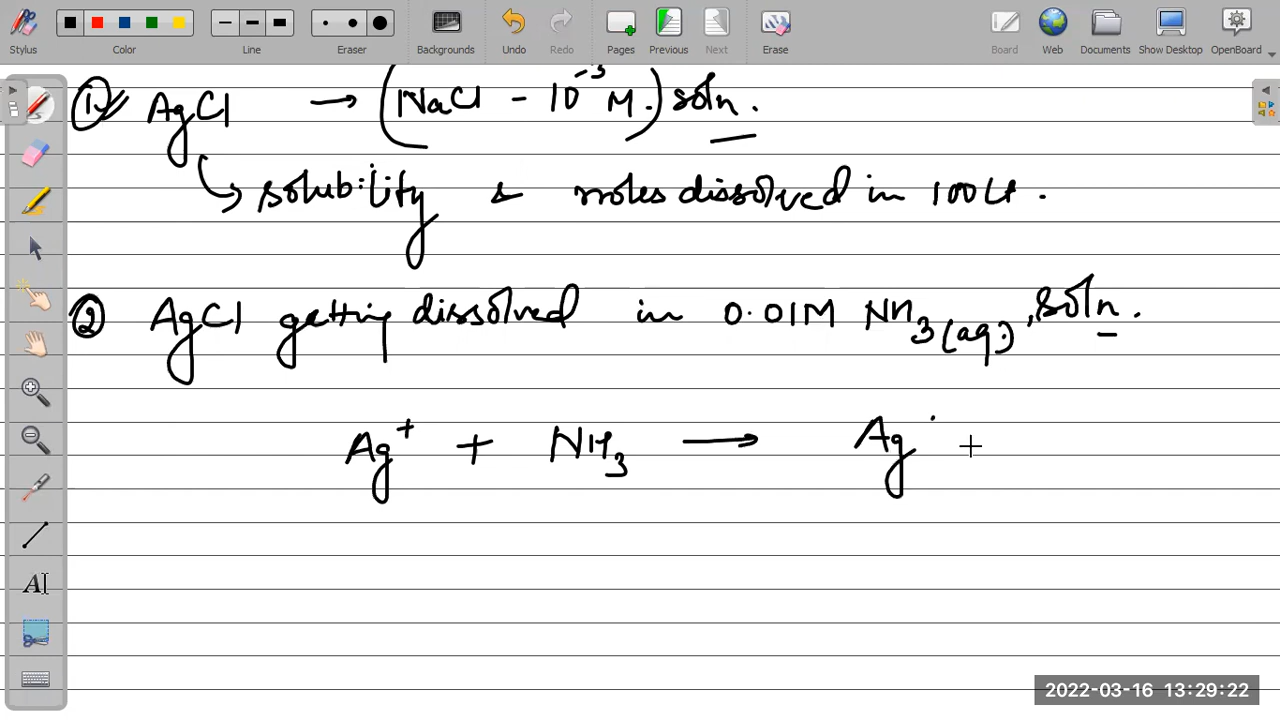 Stylus Color Line Eraser Backgrounds Undo Redo Pages Previous Next Erase Board Web Documents Show Desktop OpenBoard
① AgCl → (NaCl - 10⁻³ M.) soln.
↳ solubility & moles dissolved in 100 Lt.
② AgCl getting dissolved in 0.01M NH₃(aq.), soln.
Ag⁺ + NH₃ → Ag
AI
2022-03-16 13:29:22